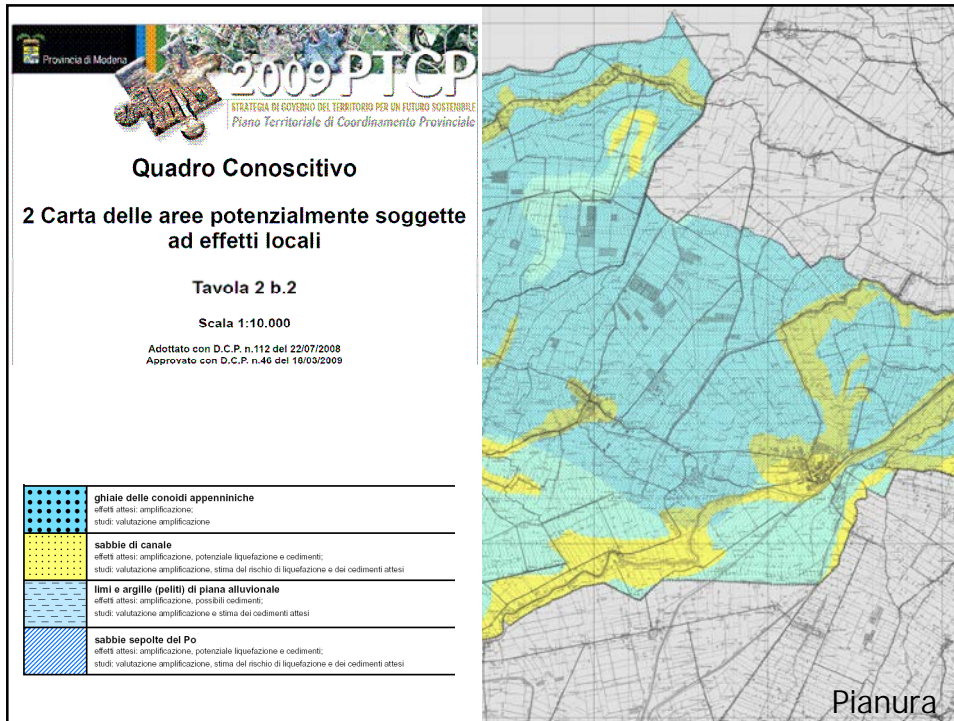 Provincia di Modena
2009 PTCP
STRATEGIA DI GOVERNO DEL TERRITORIO PER UN FUTURO SOSTENIBILE
Piano Territoriale di Coordinamento Provinciale
Quadro Conoscitivo
2 Carta delle aree potenzialmente soggette
ad effetti locali
Tavola 2 b.2
Scala 1:10.000
Adottato con D.C.P. n.112 del 22/07/2008
Approvato con D.C.P. n.46 del 18/03/2009
ghiaie delle conoidi appenniniche
effetti attesi: amplificazione;
studi: valutazione amplificazione
sabbie di canale
effetti attesi: amplificazione, potenziale liquefazione e cedimenti;
studi: valutazione amplificazione, stima del rischio di liquefazione e dei cedimenti attesi
limi e argille (peliti) di piana alluvionale
effetti attesi: amplificazione, possibili cedimenti;
studi: valutazione amplificazione e stima dei cedimenti attesi
sabbie sepolte del Po
effetti attesi: amplificazione, potenziale liquefazione e cedimenti;
studi: valutazione amplificazione, stima del rischio di liquefazione e dei cedimenti attesi
Pianura